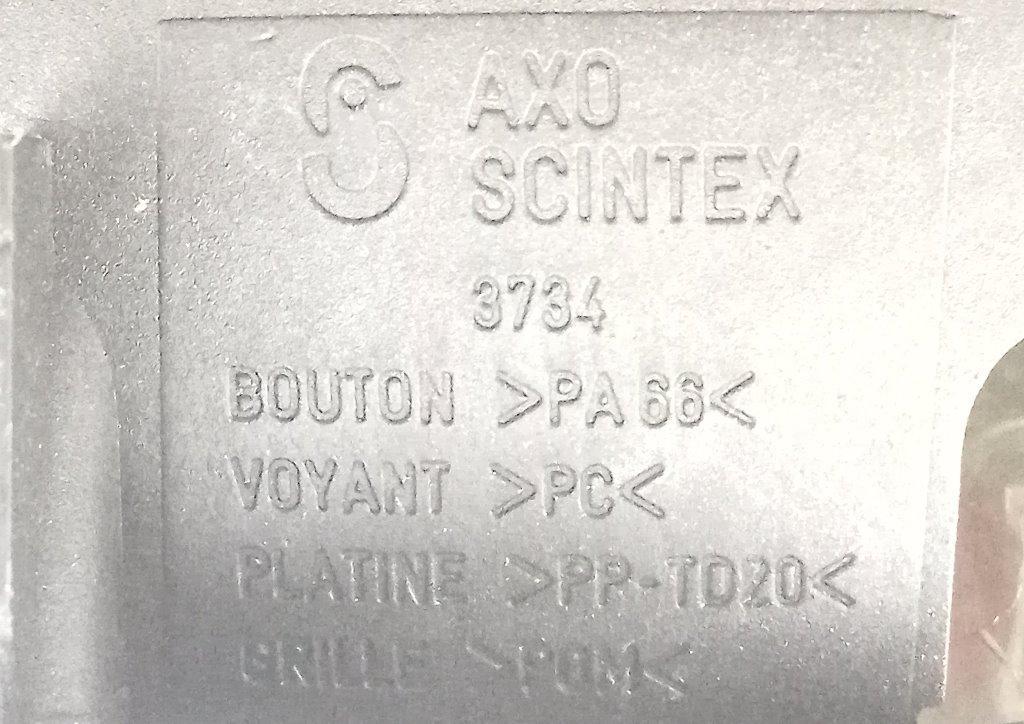 AXO
SCINTEX
3734
BOUTON >PA 66<
VOYANT >PC<
PLATINE >PP-TD20<
GRILLE >POM<